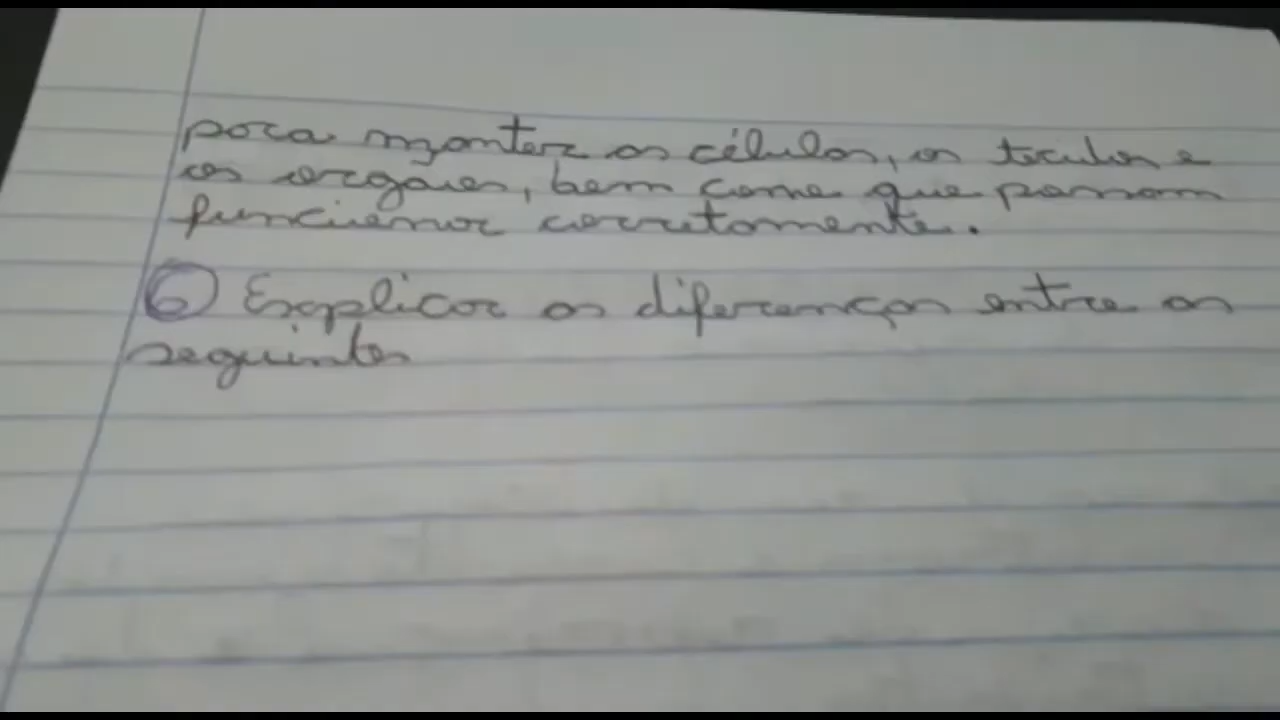 para manter as células, os tecidos e
os orgãos, bem como que possam
funcionar corretamente.
6 Explicar as diferenças entre os
seguintes